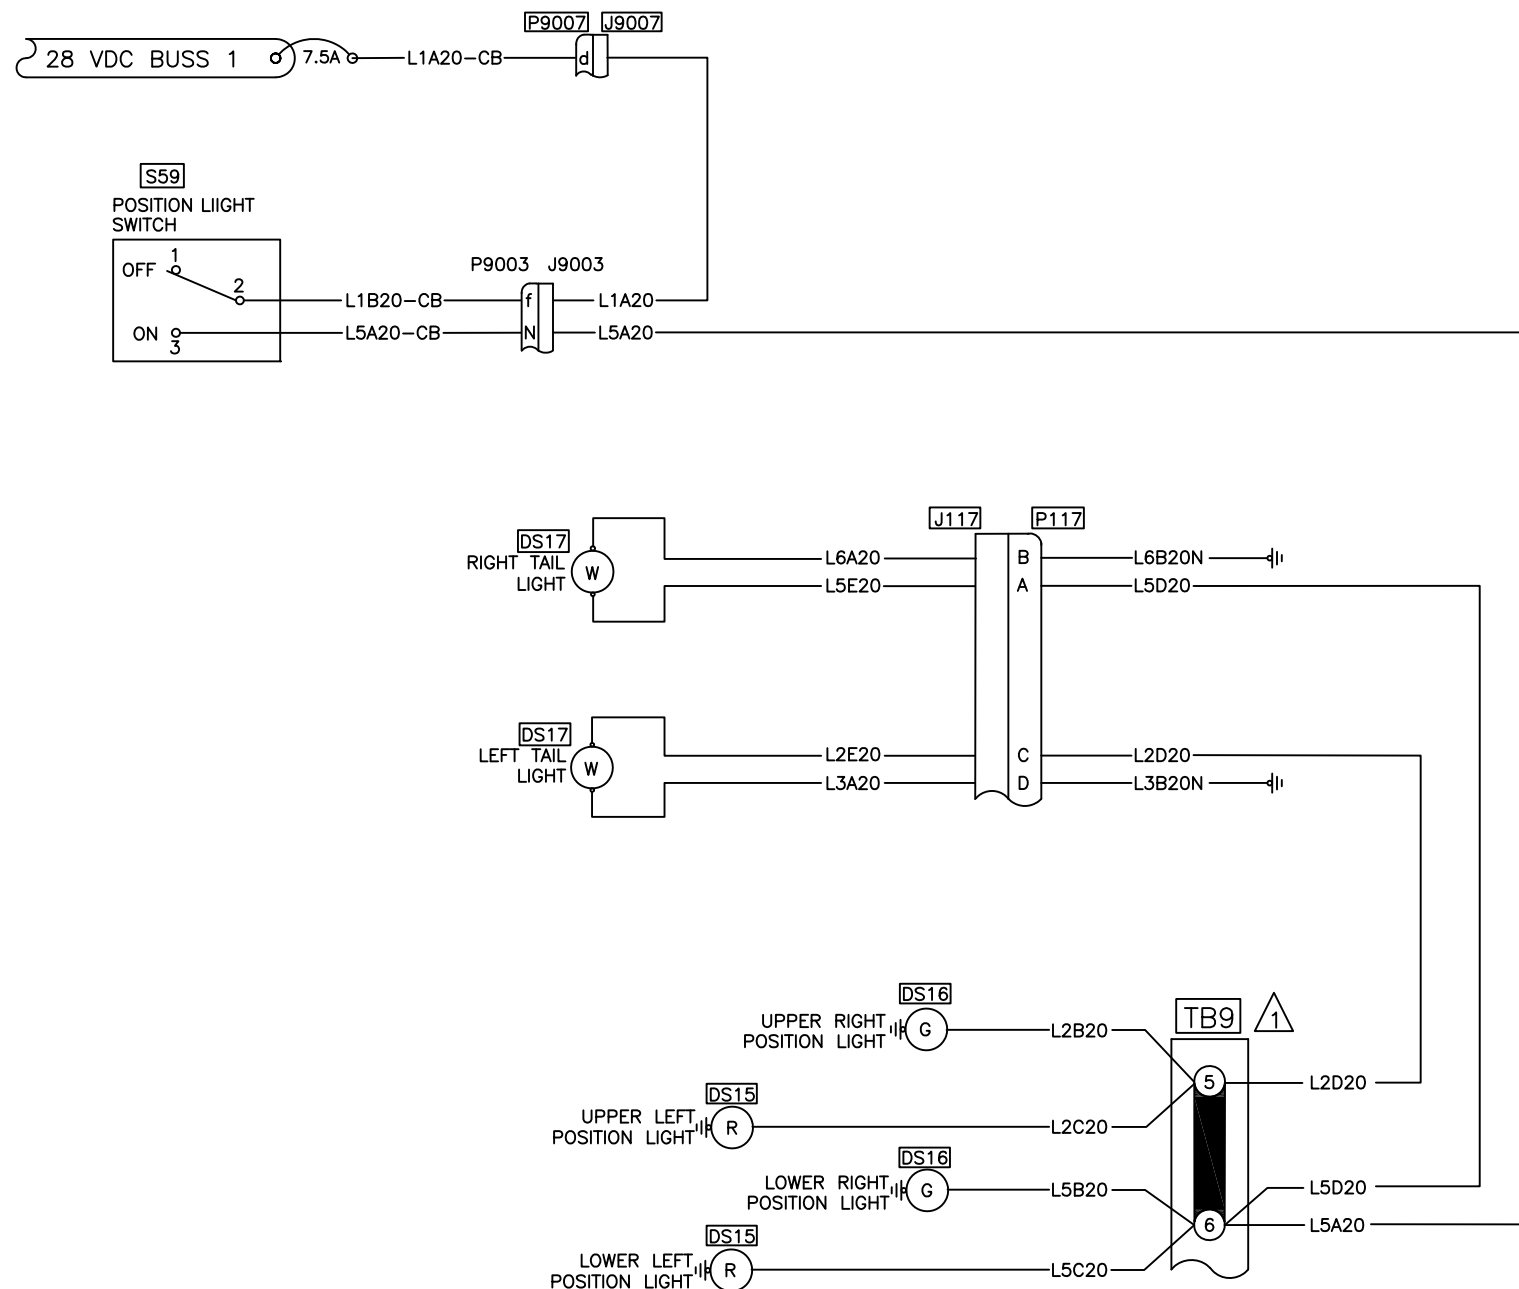 P9007 J9007
28 VDC BUSS 1 7.5A L1A20-CB d
S59
POSITION LIIGHT
SWITCH
P9003 J9003
1
OFF
2
L1B20-CB f L1A20
ON
3
L5A20-CB N L5A20
J117 P117
DS17
RIGHT TAIL
LIGHT
W
L6A20 B L6B20N
L5E20 A L5D20
DS17
LEFT TAIL
LIGHT
W
L2E20 C L2D20
L3A20 D L3B20N
DS16
UPPER RIGHT
POSITION LIGHT
G
L2B20
TB9 1
5 L2D20
DS15
UPPER LEFT
POSITION LIGHT
R
L2C20
DS16
LOWER RIGHT
POSITION LIGHT
G
L5B20
L5D20
6 L5A20
DS15
LOWER LEFT
POSITION LIGHT
R
L5C20